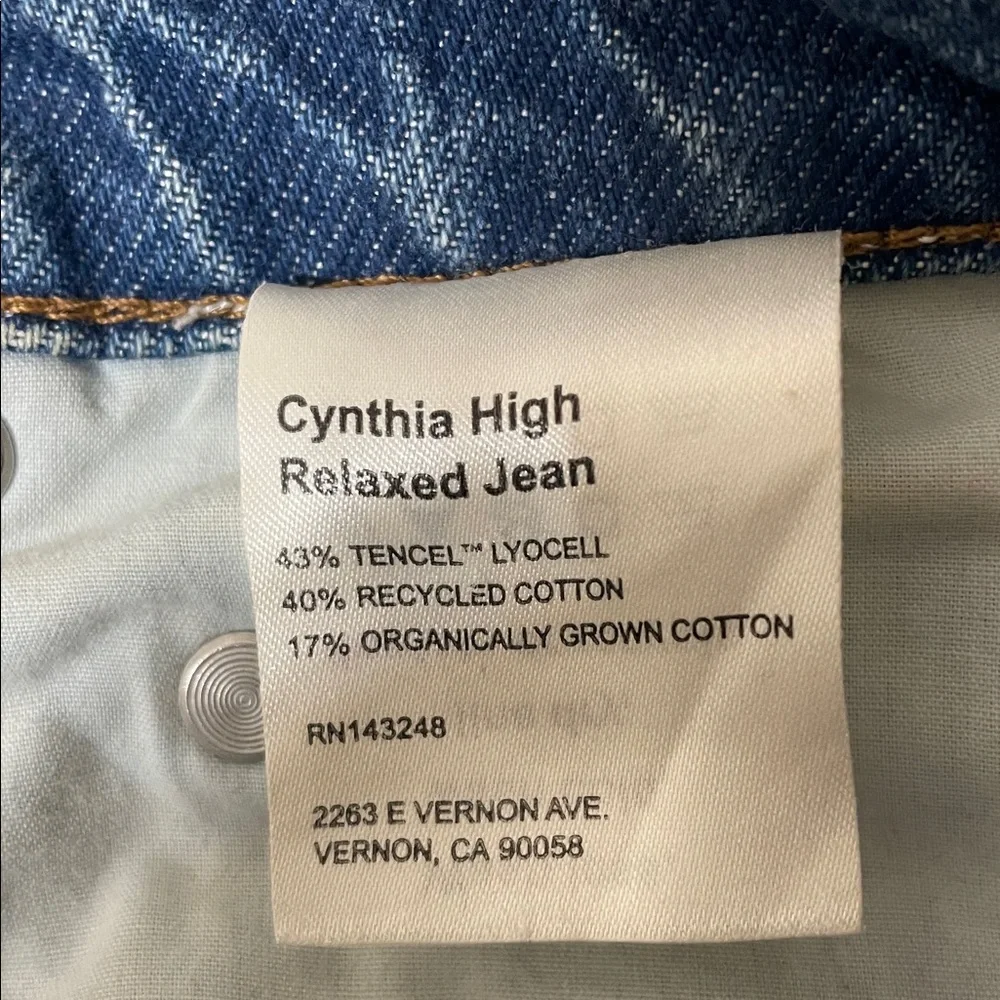 Cynthia High
Relaxed Jean
43% TENCEL™ LYOCELL
40% RECYCLED COTTON
17% ORGANICALLY GROWN COTTON
RN143248
2263 E VERNON AVE.
VERNON, CA 90058